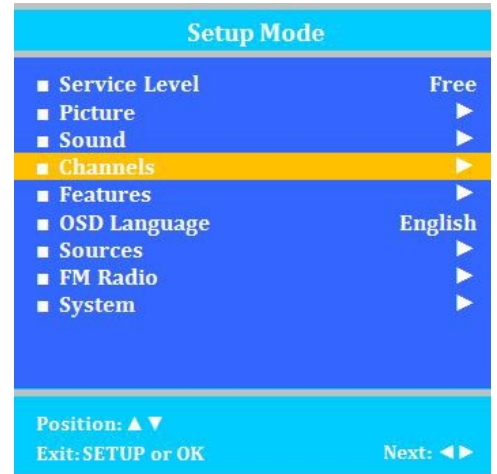 Setup Mode
■ Service Level Free
■ Picture ▶
■ Sound ▶
■ Channels ▶
■ Features ▶
■ OSD Language English
■ Sources ▶
■ FM Radio ▶
■ System ▶
Position: ▲ ▼
Exit: SETUP or OK Next: ◀ ▶